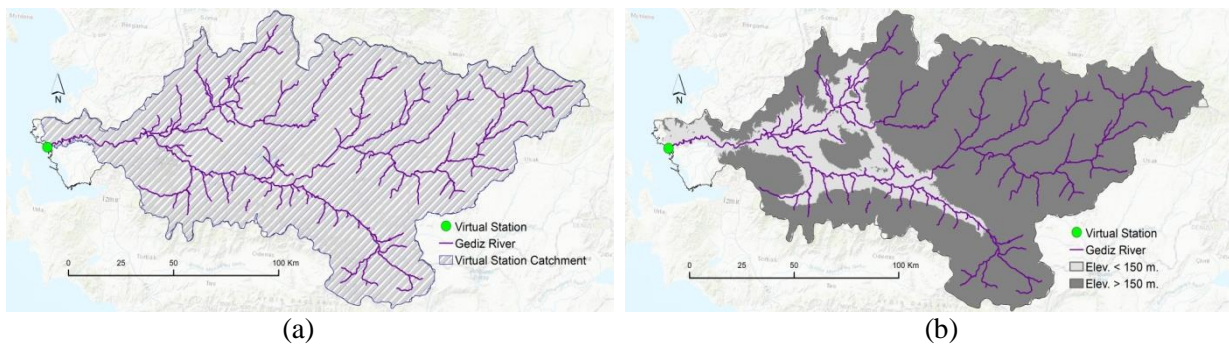 N
Virtual Station
Gediz River
Virtual Station Catchment
0 50 100 Km
(a)
N
Virtual Station
Gediz River
Elev. < 150 m.
Elev. > 150 m.
0 25 50 100 Km
(b)